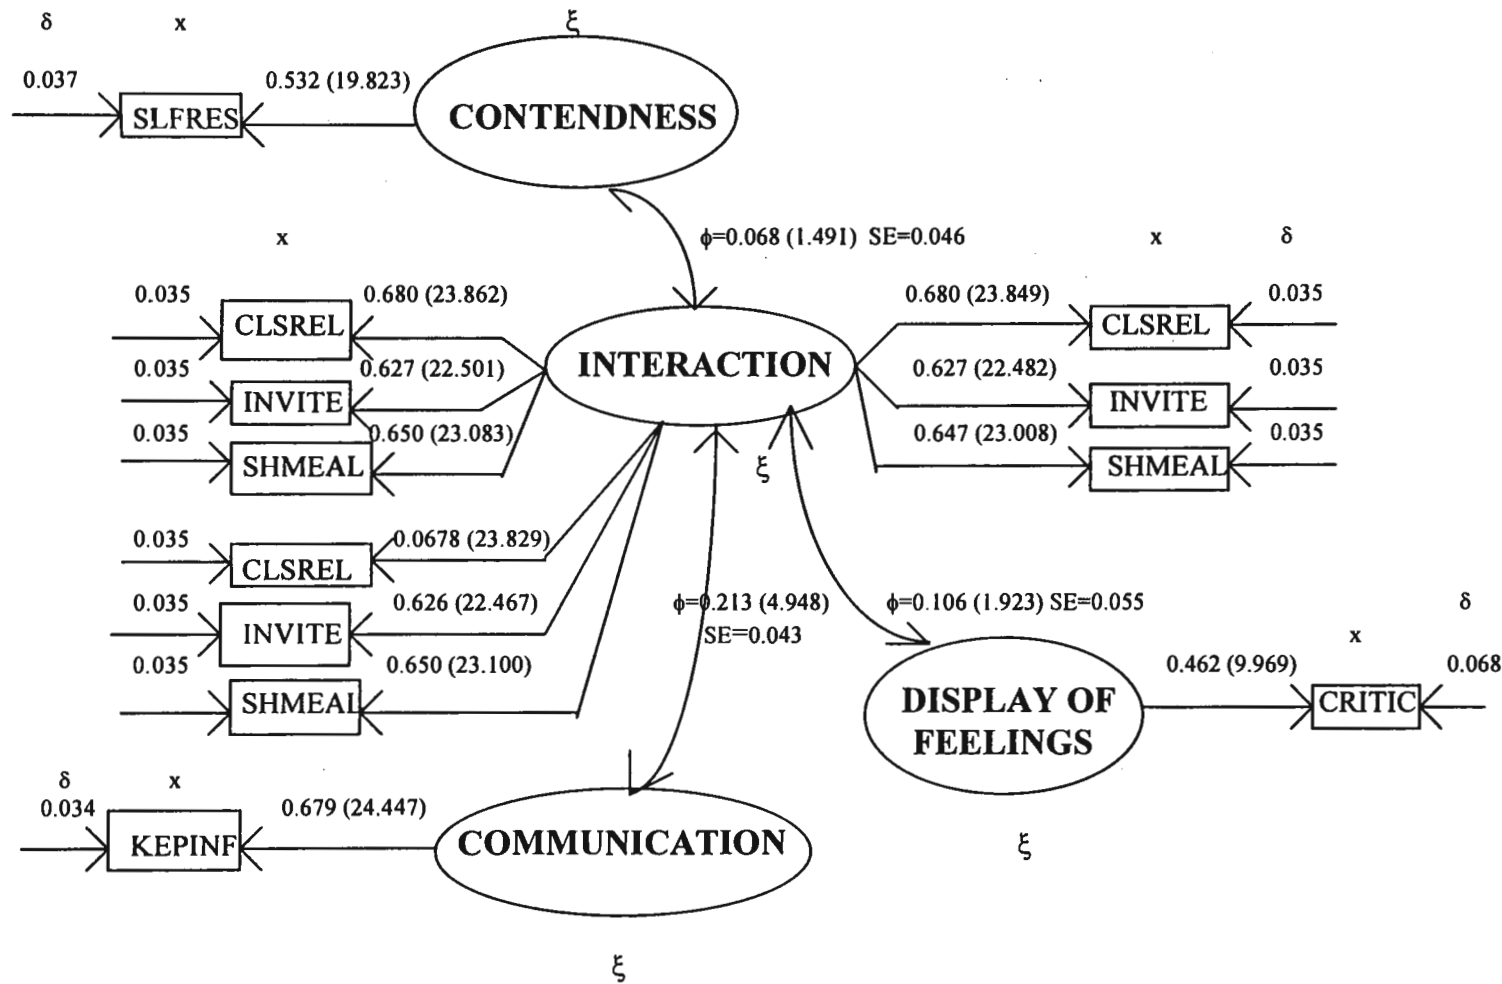 δ x ξ
0.037 0.532 (19.823)
SLFRES CONTENDNESS
x ϕ=0.068 (1.491) SE=0.046 x δ
0.035 0.680 (23.862) 0.680 (23.849) 0.035
CLSREL CLSREL
INTERACTION
0.035 0.627 (22.501) 0.627 (22.482) 0.035
INVITE INVITE
0.035 0.650 (23.083) 0.647 (23.008) 0.035
SHMEAL ξ SHMEAL
0.035 0.0678 (23.829)
CLSREL
0.035 0.626 (22.467) ϕ=0.213 (4.948) ϕ=0.106 (1.923) SE=0.055 δ
INVITE SE=0.043 x
0.035 0.650 (23.100) 0.462 (9.969) 0.068
SHMEAL DISPLAY OF CRITIC
FEELINGS
δ x
0.034 0.679 (24.447)
KEPINF COMMUNICATION ξ
ξ